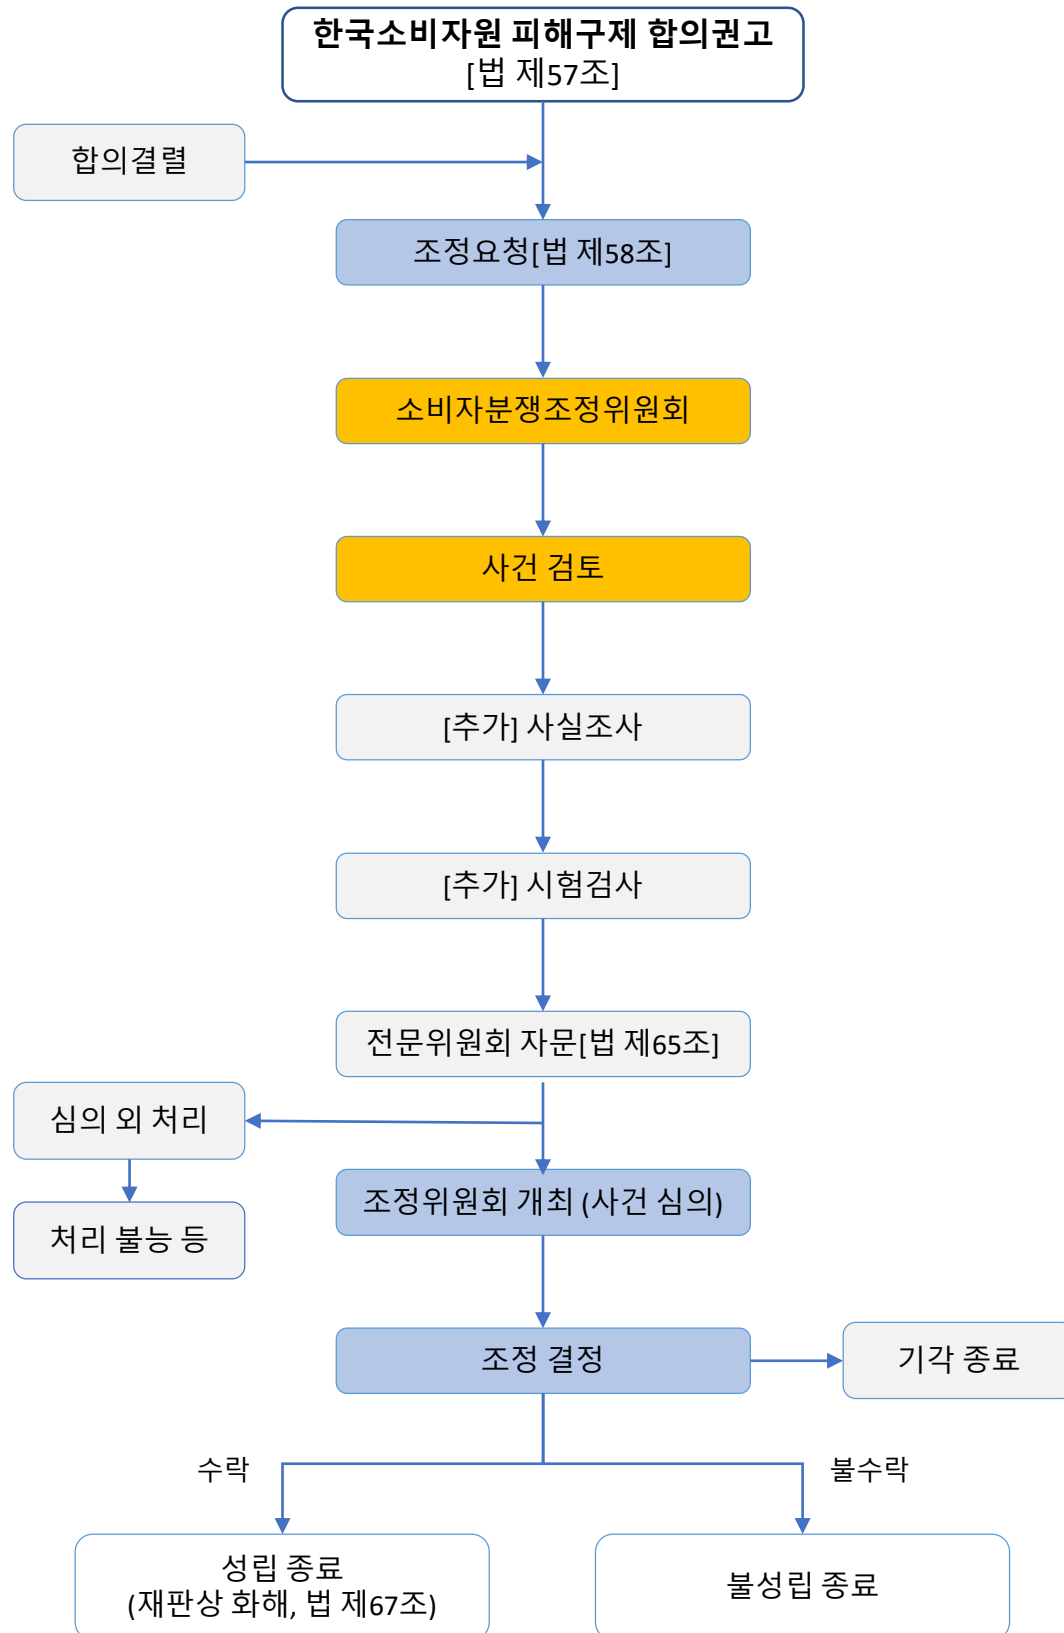 한국소비자원 피해구제 합의권고
[법 제57조]
합의결렬
조정요청[법 제58조]
소비자분쟁조정위원회
사건 검토
[추가] 사실조사
[추가] 시험검사
전문위원회 자문[법 제65조]
심의 외 처리
조정위원회 개최 (사건 심의)
처리 불능 등
조정 결정
기각 종료
수락
불수락
성립 종료
(재판상 화해, 법 제67조)
불성립 종료